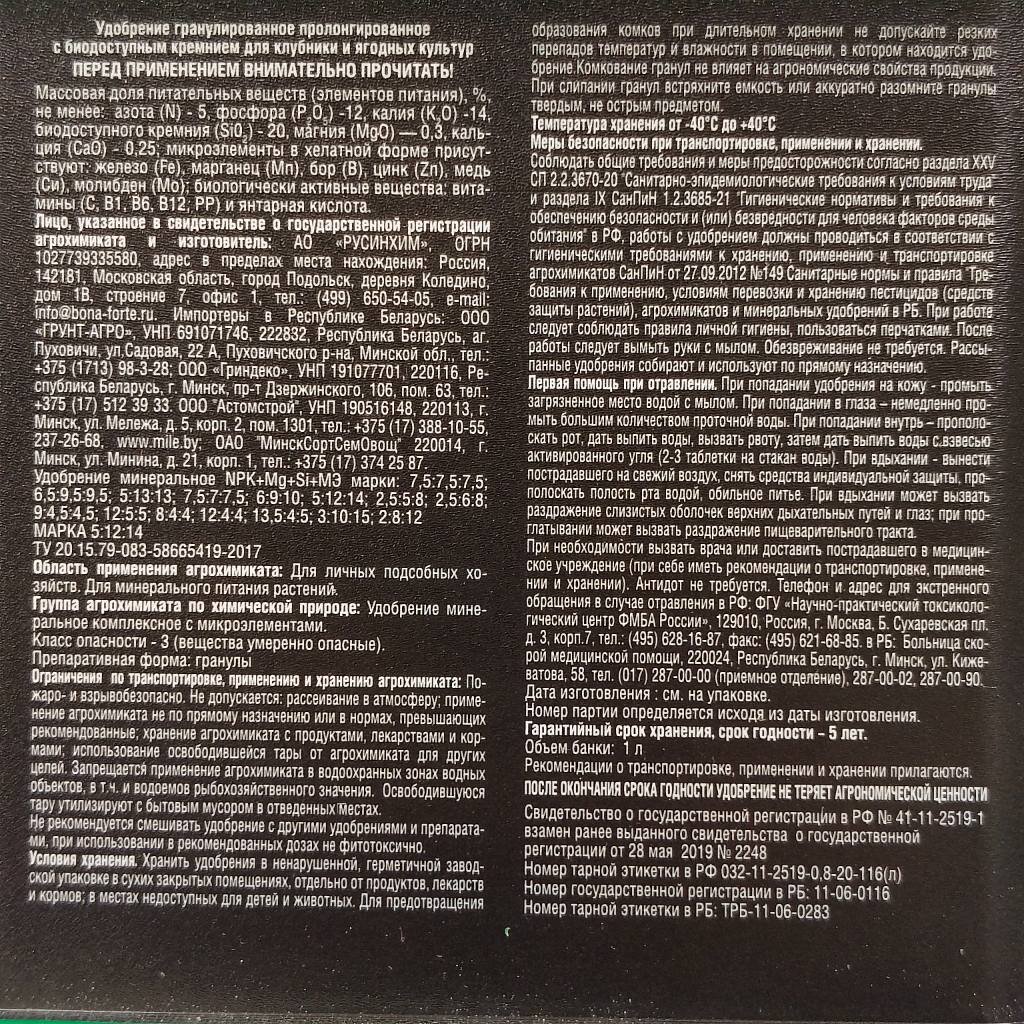 Удобрение гранулированное пролонгированное
с биодоступным кремнием для клубники и ягодных культур
ПЕРЕД ПРИМЕНЕНИЕМ ВНИМАТЕЛЬНО ПРОЧИТАТЬ!
Массовая доля питательных веществ (элементов питания), %,
не менее: азота (N) - 5, фосфора (P₂O₅) -12, калия (K₂O) -14,
биодоступного кремния (SiO₂) - 20, магния (MgO) — 0,3, каль-
ция (CaO) - 0,25; микроэлементы в хелатной форме присут-
ствуют: железо (Fe), марганец (Mn), бор (B), цинк (Zn), медь
(Cu), молибден (Mo); биологически активные вещества: вита-
мины (C, B1, B6, B12, PP) и янтарная кислота.
Лицо, указанное в свидетельстве о государственной регистрации
агрохимиката и изготовитель: АО «РУСИНХИМ», ОГРН
1027739335580, адрес в пределах места нахождения: Россия,
142181, Московская область, город Подольск, деревня Коледино,
дом 1В, строение 7, офис 1, тел.: (499) 650-54-05, e-mail:
info@bona-forte.ru. Импортеры в Республике Беларусь: ООО
«ГРУНТ-АГРО», УНП 691071746, 222832, Республика Беларусь, аг.
Пуховичи, ул.Садовая, 22 А, Пуховичского р-на, Минской обл., тел.:
+375 (1713) 98-3-28; ООО «Гриндеко», УНП 191077701, 220116, Ре-
спублика Беларусь, г. Минск, пр-т Дзержинского, 106, пом. 63, тел.:
+375 (17) 512 39 33. ООО "Астомстрой", УНП 190516148, 220113, г.
Минск, ул. Мележа, д. 5, корп. 2, пом. 1301, тел.: +375 (17) 388-10-55,
237-26-68, www.mile.by; ОАО "МинскСортСемОвощ" 220014, г.
Минск, ул. Минина, д. 21, корп. 1, тел.: +375 (17) 374 25 87.
Удобрение минеральное NPK+Mg+Si+МЭ марки: 7,5:7,5:7,5;
6,5:9,5:9,5; 5:13:13; 7,5:7:7,5; 6:9:10; 5:12:14; 2,5:5:8; 2,5:6:8;
9:4,5:4,5; 12:5:5; 8:4:4; 12:4:4; 13,5:4:5; 3:10:15; 2:8:12
МАРКА 5:12:14
ТУ 20.15.79-083-58665419-2017
Область применения агрохимиката: Для личных подсобных хо-
зяйств. Для минерального питания растений.
Группа агрохимиката по химической природе: Удобрение мине-
ральное комплексное с микроэлементами.
Класс опасности - 3 (вещества умеренно опасные).
Препаративная форма: гранулы
Ограничения по транспортировке, применению и хранению агрохимиката: По-
жаро- и взрывобезопасно. Не допускается: рассеивание в атмосферу; приме-
нение агрохимиката не по прямому назначению или в нормах, превышающих
рекомендованные; хранение агрохимиката с продуктами, лекарствами и кор-
мами; использование освободившейся тары от агрохимиката для других
целей. Запрещается применение агрохимиката в водоохранных зонах водных
объектов, в т.ч. и водоемов рыбохозяйственного значения. Освободившуюся
тару утилизируют с бытовым мусором в отведенных местах.
Не рекомендуется смешивать удобрение с другими удобрениями и препарата-
ми, при использовании в рекомендованных дозах не фитотоксично.
Условия хранения. Хранить удобрения в ненарушенной, герметичной завод-
ской упаковке в сухих закрытых помещениях, отдельно от продуктов, лекарств
и кормов; в местах недоступных для детей и животных. Для предотвращения
образования комков при длительном хранении не допускайте резких
перепадов температур и влажности в помещении, в котором находится удо-
брение.Комкование гранул не влияет на агрономические свойства продукции.
При слипании гранул встряхните емкость или аккуратно разомните гранулы
твердым, не острым предметом.
Температура хранения от -40°С до +40°С
Меры безопасности при транспортировке, применении и хранении.
Соблюдать общие требования и меры предосторожности согласно раздела XXV
СП 2.2.3670-20 "Санитарно-эпидемиологические требования к условиям труда"
и раздела IX СанПиН 1.2.3685-21 "Гигиенические нормативы и требования к
обеспечению безопасности и (или) безвредности для человека факторов среды
обитания" в РФ, работы с удобрением должны проводиться в соответствии с
гигиеническими требованиями к хранению, применению и транспортировке
агрохимикатов СанПиН от 27.09.2012 №149 Санитарные нормы и правила "Тре-
бования к применению, условиям перевозки и хранению пестицидов (средств
защиты растений), агрохимикатов и минеральных удобрений в РБ. При работе
следует соблюдать правила личной гигиены, пользоваться перчатками. После
работы следует вымыть руки с мылом. Обезвреживание не требуется. Рассы-
панные удобрения собирают и используют по прямому назначению.
Первая помощь при отравлении. При попадании удобрения на кожу - промыть
загрязненное место водой с мылом. При попадании в глаза – немедленно про-
мыть большим количеством проточной воды. При попадании внутрь – прополо-
скать рот, дать выпить воды, вызвать рвоту, затем дать выпить воды с.взвесью
активированного угля (2-3 таблетки на стакан воды). При вдыхании - вынести
пострадавшего на свежий воздух, снять средства индивидуальной защиты, про-
полоскать полость рта водой, обильное питье. При вдыхании может вызвать
раздражение слизистых оболочек верхних дыхательных путей и глаз; при про-
глатывании может вызвать раздражение пищеварительного тракта.
При необходимости вызвать врача или доставить пострадавшего в медицин-
ское учреждение (при себе иметь рекомендации о транспортировке, примене-
нии и хранении). Антидот не требуется. Телефон и адрес для экстренного
обращения в случае отравления в РФ: ФГУ «Научно-практический токсиколо-
гический центр ФМБА России», 129010, Россия, г. Москва, Б. Сухаревская пл.
д. 3, корп.7, тел.: (495) 628-16-87, факс: (495) 621-68-85. в РБ: Больница ско-
рой медицинской помощи, 220024, Республика Беларусь, г. Минск, ул. Киже-
ватова, 58, тел. (017) 287-00-00 (приемное отделение), 287-00-02, 287-00-90.
Дата изготовления : см. на упаковке.
Номер партии определяется исходя из даты изготовления.
Гарантийный срок хранения, срок годности – 5 лет.
Объем банки: 1 л
Рекомендации о транспортировке, применении и хранении прилагаются.
ПОСЛЕ ОКОНЧАНИЯ СРОКА ГОДНОСТИ УДОБРЕНИЕ НЕ ТЕРЯЕТ АГРОНОМИЧЕСКОЙ ЦЕННОСТИ
Свидетельство о государственной регистрации в РФ № 41-11-2519-1
взамен ранее выданного свидетельства о государственной
регистрации от 28 мая 2019 № 2248
Номер тарной этикетки в РФ 032-11-2519-0.8-20-116(л)
Номер государственной регистрации в РБ: 11-06-0116
Номер тарной этикетки в РБ: ТРБ-11-06-0283